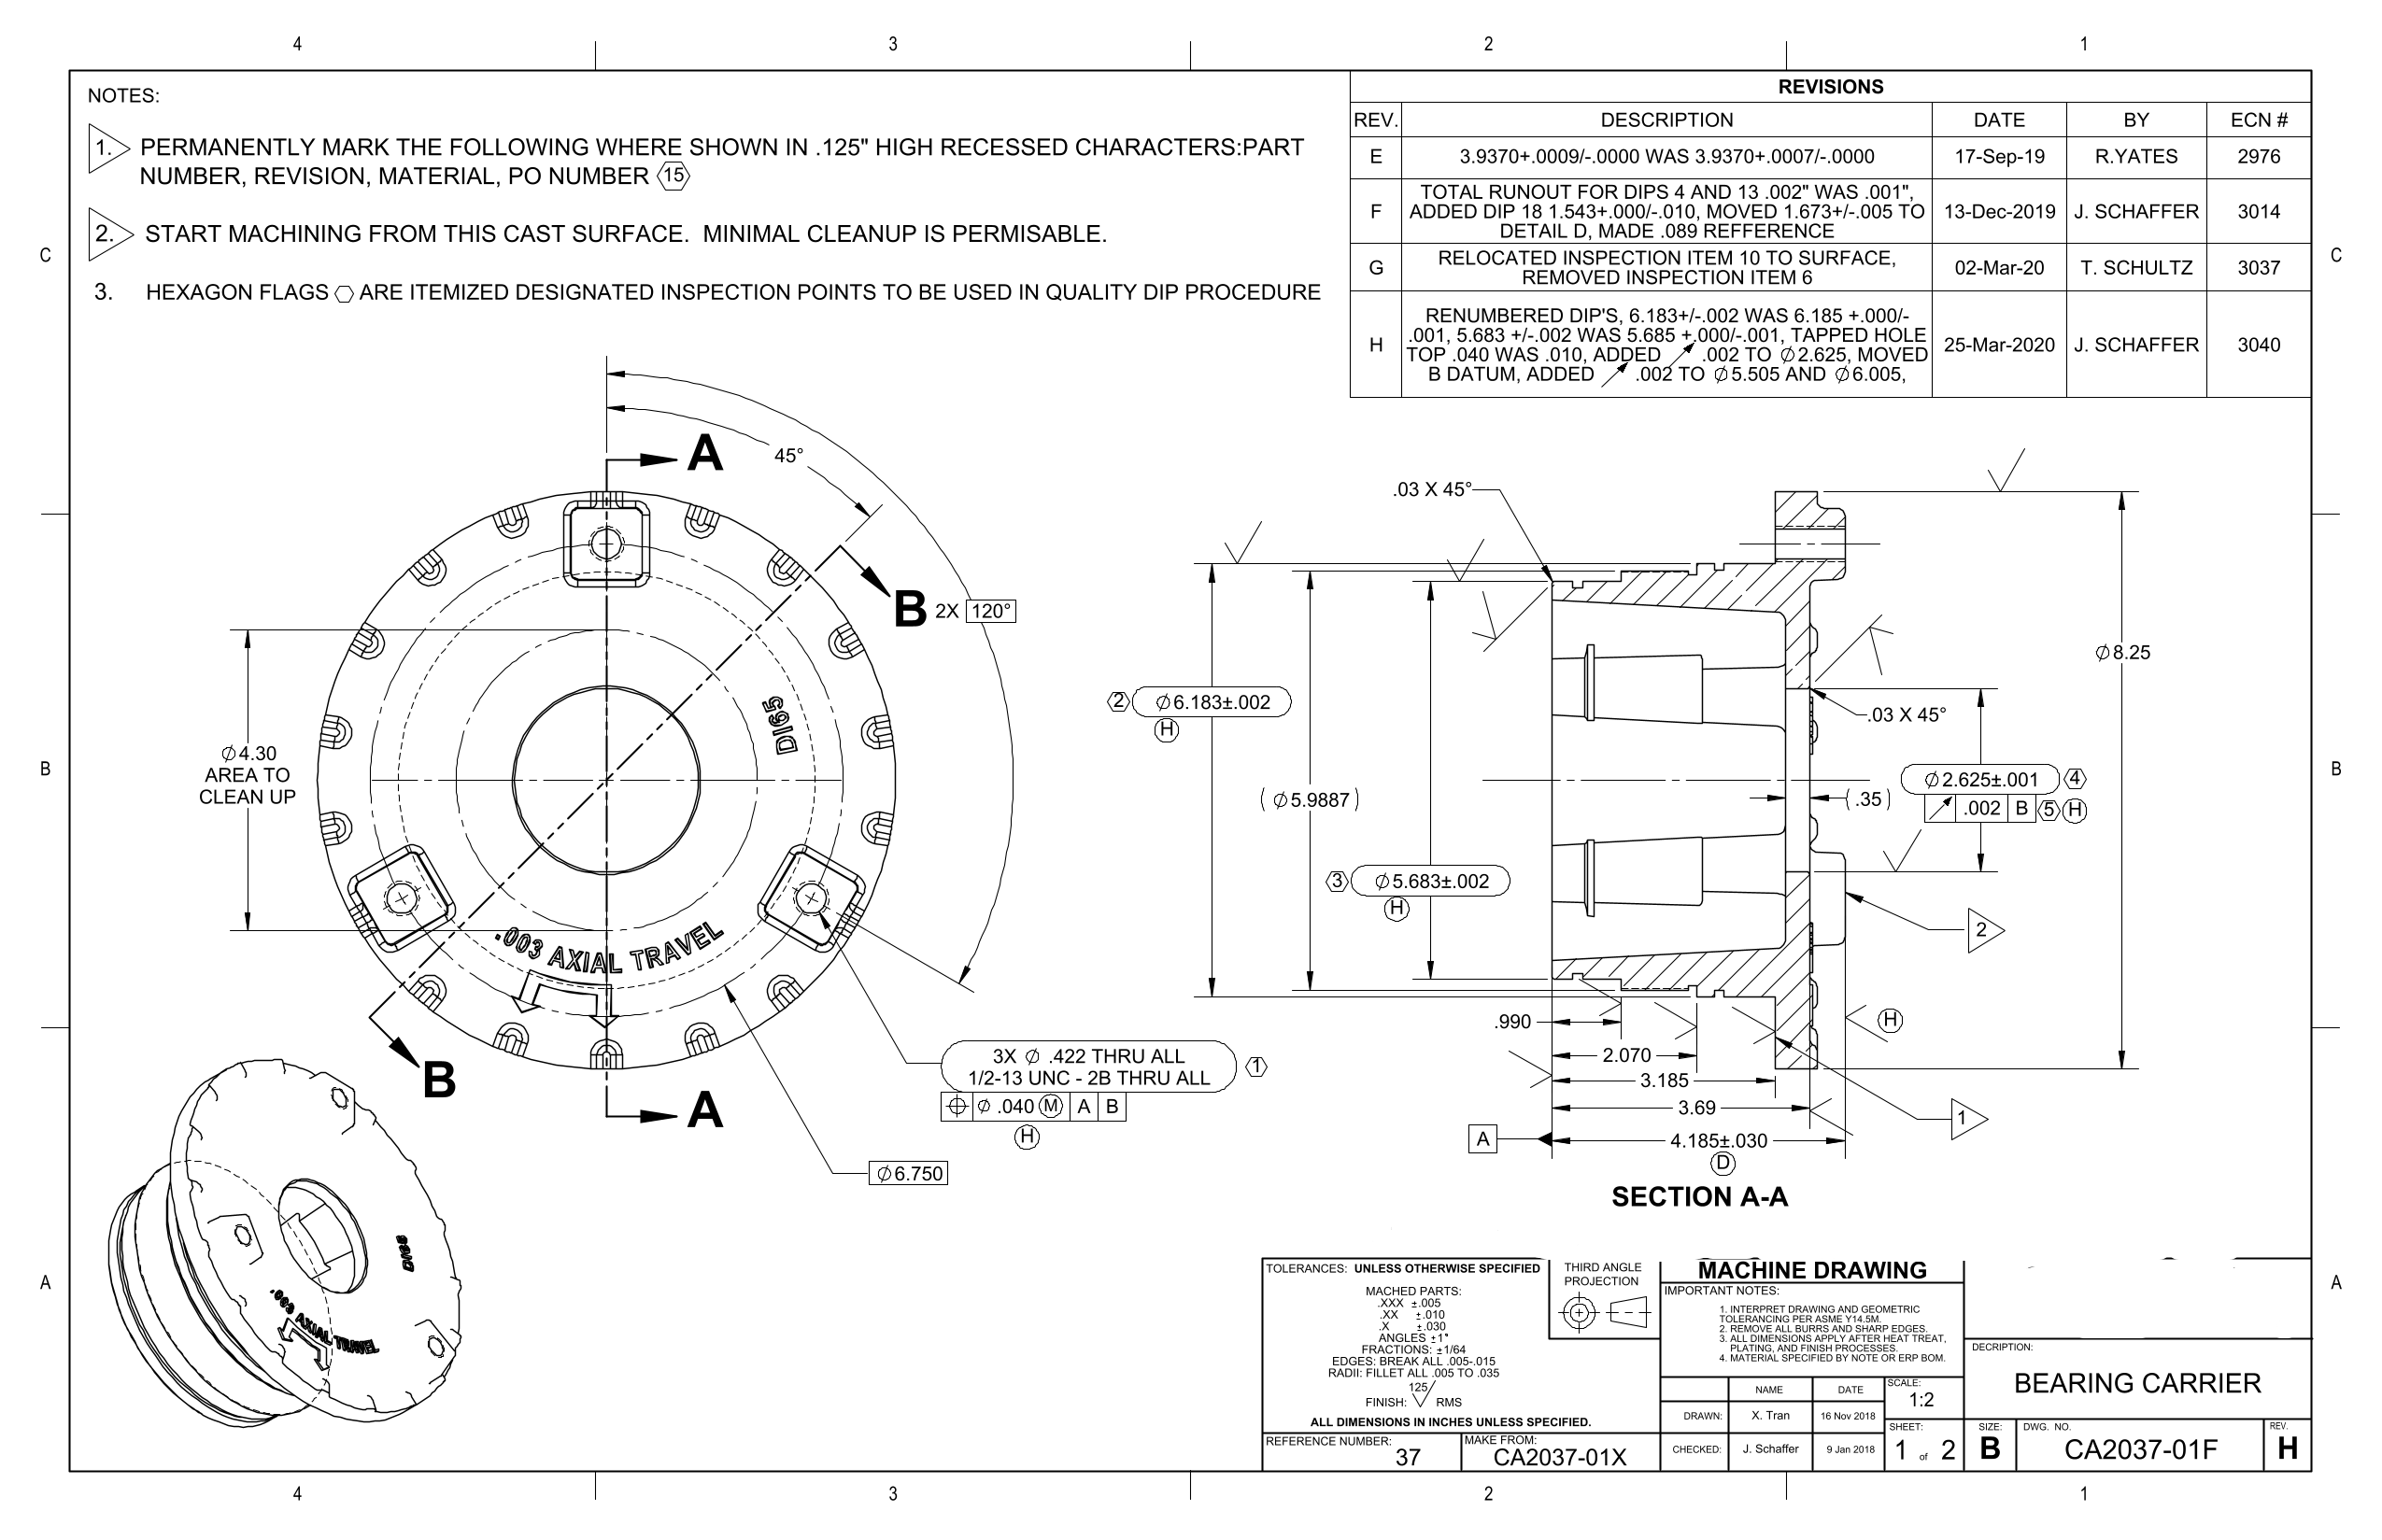 4 3 2 1
NOTES:
1. PERMANENTLY MARK THE FOLLOWING WHERE SHOWN IN .125" HIGH RECESSED CHARACTERS:PART
NUMBER, REVISION, MATERIAL, PO NUMBER 15
2. START MACHINING FROM THIS CAST SURFACE. MINIMAL CLEANUP IS PERMISABLE.
3. HEXAGON FLAGS ⬡ ARE ITEMIZED DESIGNATED INSPECTION POINTS TO BE USED IN QUALITY DIP PROCEDURE
REVISIONS
REV. DESCRIPTION DATE BY ECN #
E 3.9370+.0009/-.0000 WAS 3.9370+.0007/-.0000 17-Sep-19 R.YATES 2976
F TOTAL RUNOUT FOR DIPS 4 AND 13 .002" WAS .001",
ADDED DIP 18 1.543+.000/-.010, MOVED 1.673+/-.005 TO
DETAIL D, MADE .089 REFFERENCE
13-Dec-2019 J. SCHAFFER 3014
G RELOCATED INSPECTION ITEM 10 TO SURFACE,
REMOVED INSPECTION ITEM 6
02-Mar-20 T. SCHULTZ 3037
H RENUMBERED DIP'S, 6.183+/-.002 WAS 6.185 +.000/-
.001, 5.683 +/-.002 WAS 5.685 +.000/-.001, TAPPED HOLE
TOP .040 WAS .010, ADDED ↗ .002 TO ⌀2.625, MOVED
B DATUM, ADDED ↗ .002 TO ⌀5.505 AND ⌀6.005,
25-Mar-2020 J. SCHAFFER 3040
C C
A
45°
B
2X 120°
DI65
⌀4.30
AREA TO
CLEAN UP
.003 AXIAL TRAVEL
B
A
3X ⌀ .422 THRU ALL
1/2-13 UNC - 2B THRU ALL
1
⌖ ⌀ .040 Ⓜ A B
H
⌀6.750
DI65
.003 AXIAL TRAVEL
.03 X 45°
2 ⌀6.183±.002
H
(⌀5.9887)
3 ⌀5.683±.002
H
⌀8.25
.03 X 45°
⌀2.625±.001 4
↗ .002 B 5 H
(.35)
2
H
.990
2.070
3.185
3.69
1
A
4.185±.030
D
SECTION A-A
B B
A A
TOLERANCES: UNLESS OTHERWISE SPECIFIED
MACHED PARTS:
.XXX ±.005
.XX ±.010
.X ±.030
ANGLES ±1°
FRACTIONS: ±1/64
EDGES: BREAK ALL .005-.015
RADII: FILLET ALL .005 TO .035
125
FINISH: √ RMS
ALL DIMENSIONS IN INCHES UNLESS SPECIFIED.
REFERENCE NUMBER:
37
MAKE FROM:
CA2037-01X
THIRD ANGLE
PROJECTION
MACHINE DRAWING
IMPORTANT NOTES:
1. INTERPRET DRAWING AND GEOMETRIC
TOLERANCING PER ASME Y14.5M.
2. REMOVE ALL BURRS AND SHARP EDGES.
3. ALL DIMENSIONS APPLY AFTER HEAT TREAT,
PLATING, AND FINISH PROCESSES.
4. MATERIAL SPECIFIED BY NOTE OR ERP BOM.
NAME DATE
DRAWN: X. Tran 16 Nov 2018
CHECKED: J. Schaffer 9 Jan 2018
SCALE:
1:2
SHEET:
1 of 2
DECRIPTION:
BEARING CARRIER
SIZE:
B
DWG. NO.
CA2037-01F
REV.
H
4 3 2 1